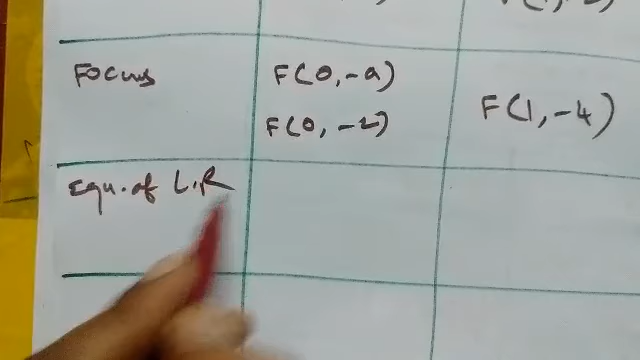 Focus
F(0, -a)
F(0, -2)
F(1, -4)
Equ. of L.R